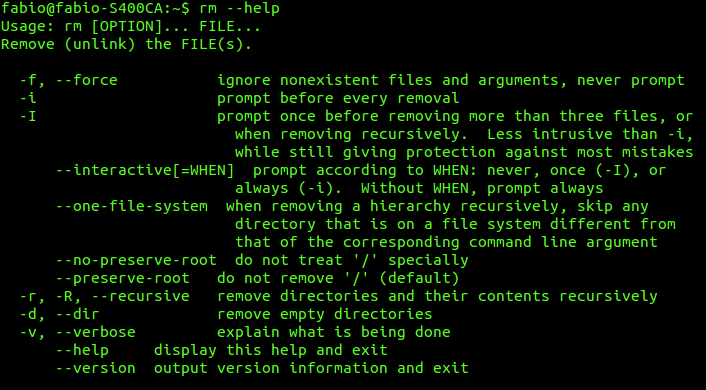 fabio@fabio-S400CA:~$ rm --help
Usage: rm [OPTION]... FILE...
Remove (unlink) the FILE(s).

  -f, --force           ignore nonexistent files and arguments, never prompt
  -i                    prompt before every removal
  -I                    prompt once before removing more than three files, or
                          when removing recursively.  Less intrusive than -i,
                          while still giving protection against most mistakes
      --interactive[=WHEN]  prompt according to WHEN: never, once (-I), or
                          always (-i).  Without WHEN, prompt always
      --one-file-system  when removing a hierarchy recursively, skip any
                          directory that is on a file system different from
                          that of the corresponding command line argument
      --no-preserve-root  do not treat '/' specially
      --preserve-root   do not remove '/' (default)
  -r, -R, --recursive   remove directories and their contents recursively
  -d, --dir             remove empty directories
  -v, --verbose         explain what is being done
      --help     display this help and exit
      --version  output version information and exit